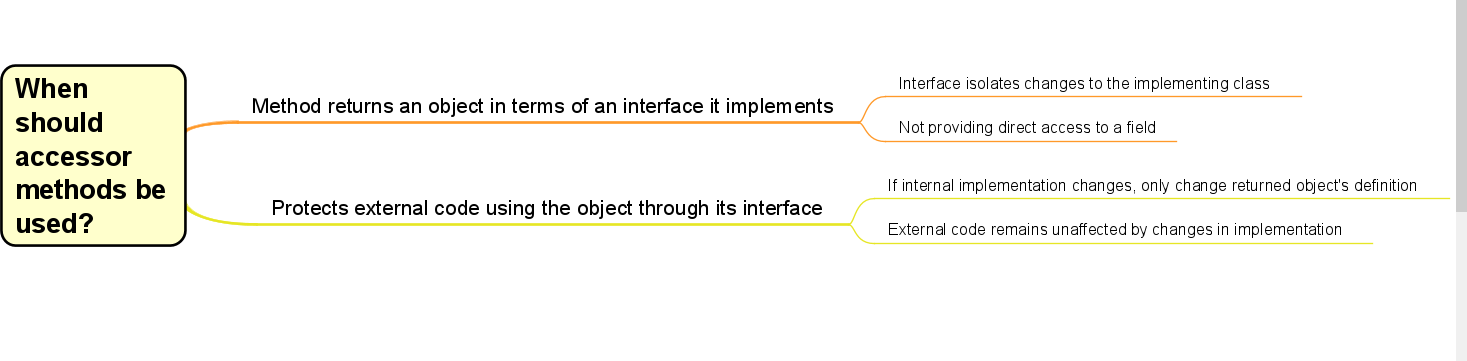 When
should
accessor
methods be
used?
Method returns an object in terms of an interface it implements
Interface isolates changes to the implementing class
Not providing direct access to a field
Protects external code using the object through its interface
If internal implementation changes, only change returned object's definition
External code remains unaffected by changes in implementation